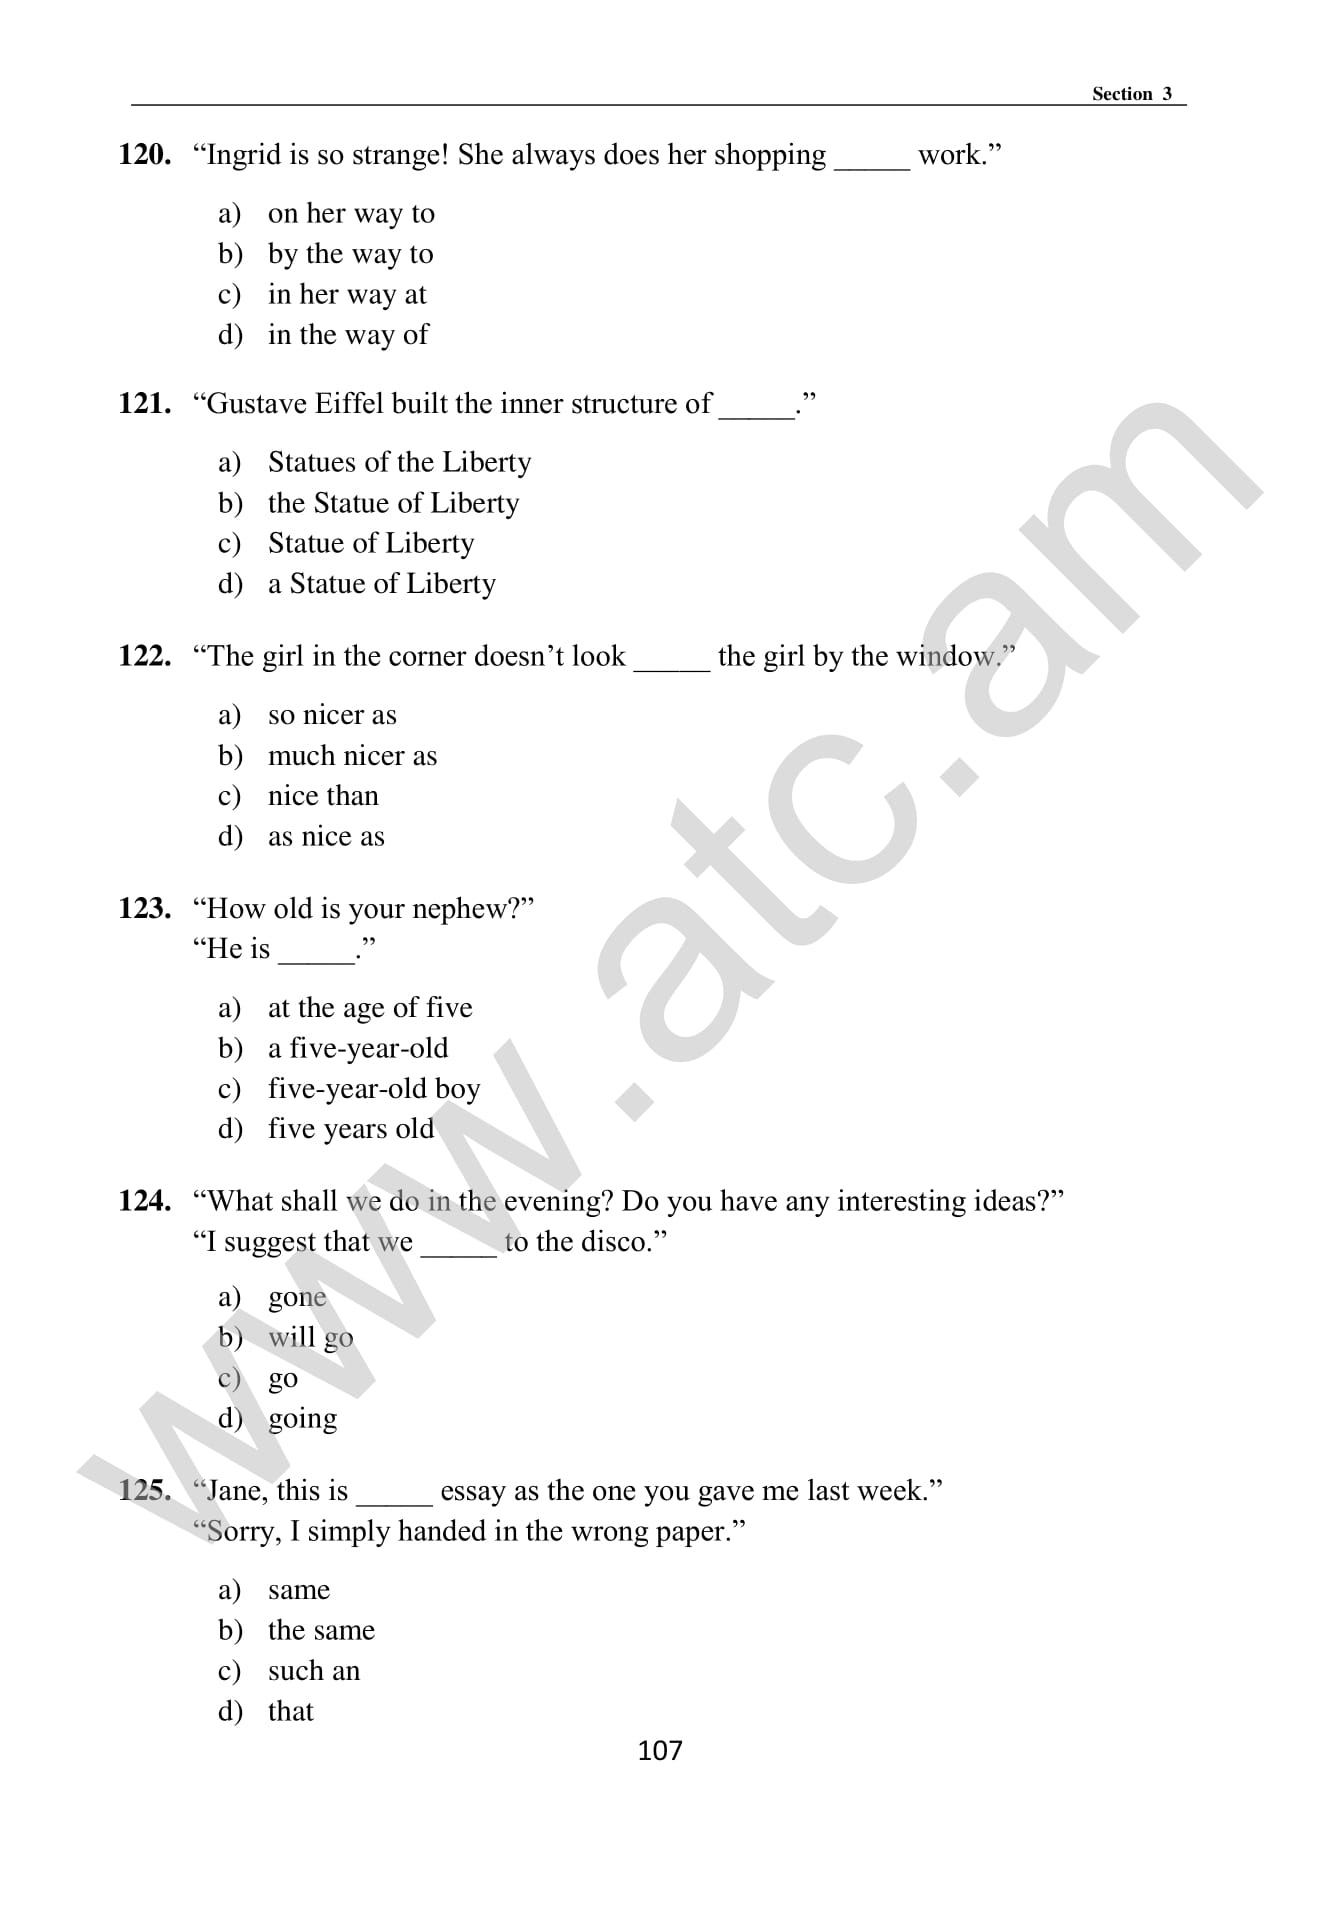 Section 3
120. “Ingrid is so strange! She always does her shopping _____ work.”
a) on her way to
b) by the way to
c) in her way at
d) in the way of
121. “Gustave Eiffel built the inner structure of _____.”
a) Statues of the Liberty
b) the Statue of Liberty
c) Statue of Liberty
d) a Statue of Liberty
122. “The girl in the corner doesn’t look _____ the girl by the window.”
a) so nicer as
b) much nicer as
c) nice than
d) as nice as
123. “How old is your nephew?”
“He is _____.”
a) at the age of five
b) a five-year-old
c) five-year-old boy
d) five years old
124. “What shall we do in the evening? Do you have any interesting ideas?”
“I suggest that we _____ to the disco.”
a) gone
b) will go
c) go
d) going
125. “Jane, this is _____ essay as the one you gave me last week.”
“Sorry, I simply handed in the wrong paper.”
a) same
b) the same
c) such an
d) that
107
www.atc.am